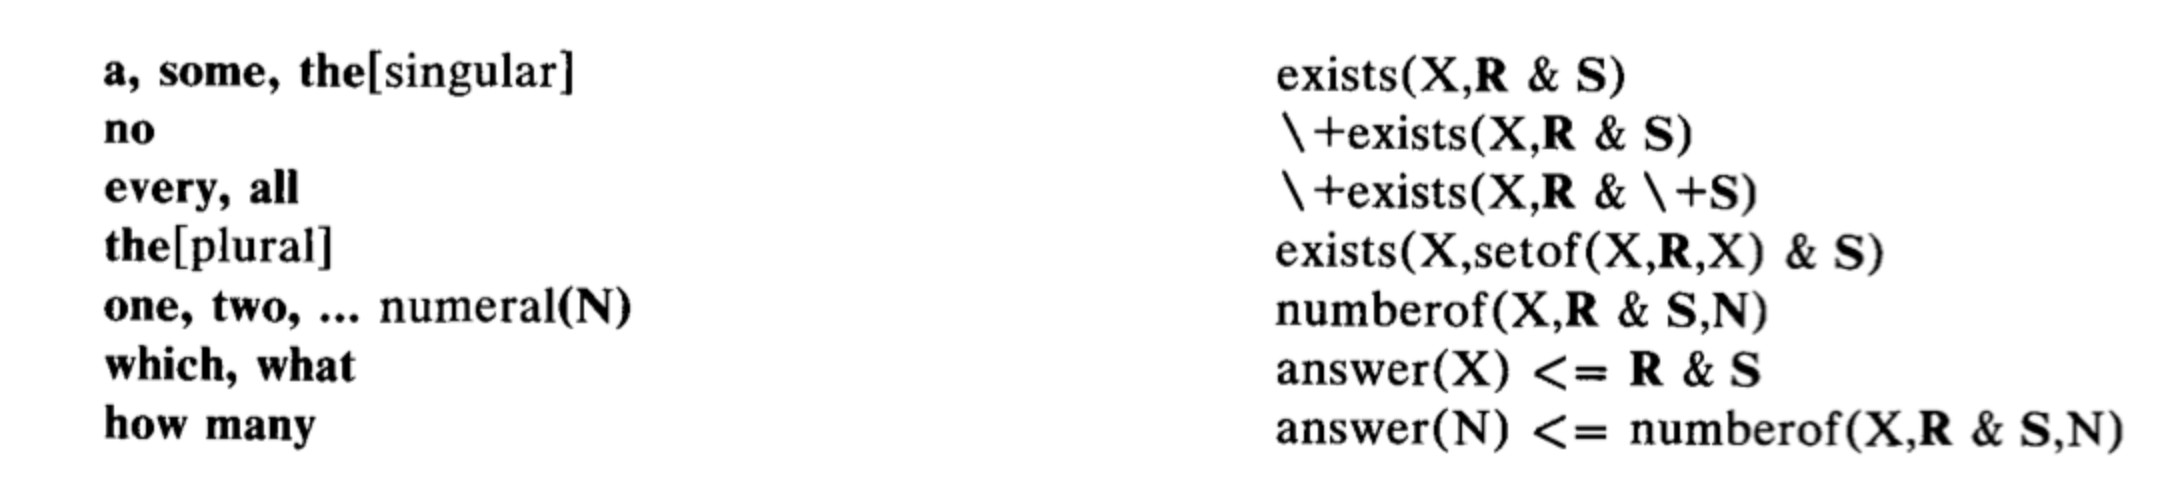 a, some, the[singular] exists(X,R & S)
no \+exists(X,R & S)
every, all \+exists(X,R & \+S)
the[plural] exists(X,setof(X,R,X) & S)
one, two, ... numeral(N) numberof(X,R & S,N)
which, what answer(X) <= R & S
how many answer(N) <= numberof(X,R & S,N)